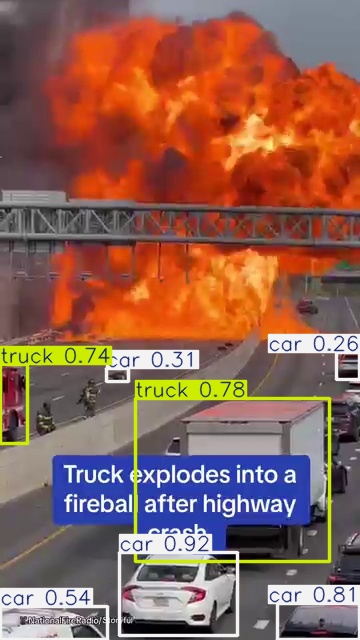 truck 0.74
car 0.31
car 0.26
truck 0.78
Truck explodes into a
fireball after highway
crash
car 0.92
car 0.54
car 0.81
NationalFireRadio/Storyful